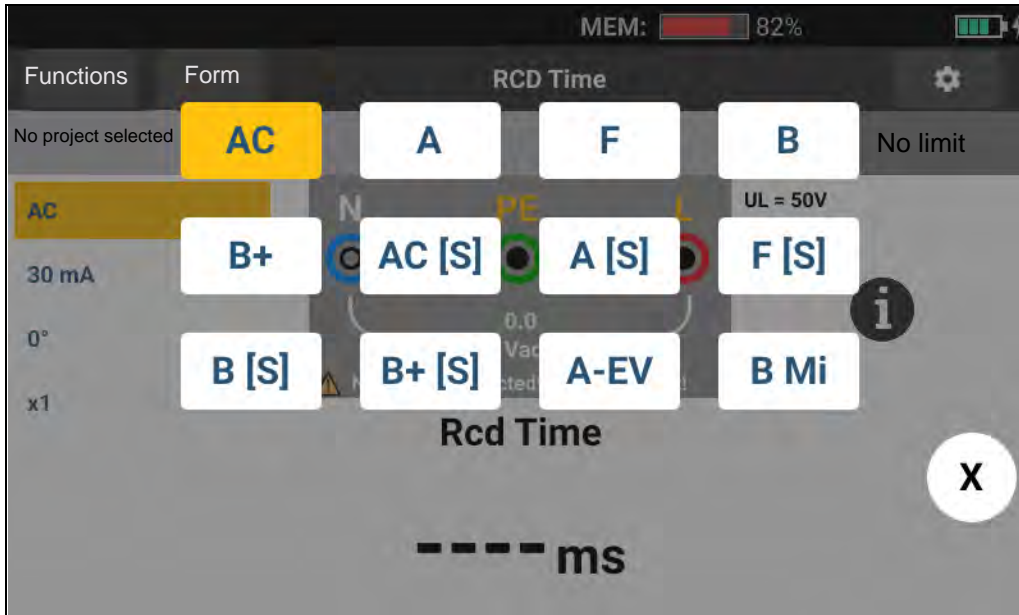 MEM: 82%
Functions Form RCD Time
No project selected AC A F B No limit
AC N PE L UL = 50V
B+ AC [S] A [S] F [S]
30 mA
i
0.0
0°
B [S] B+ [S] A-EV B Mi
x1
Rcd Time
X
---- ms